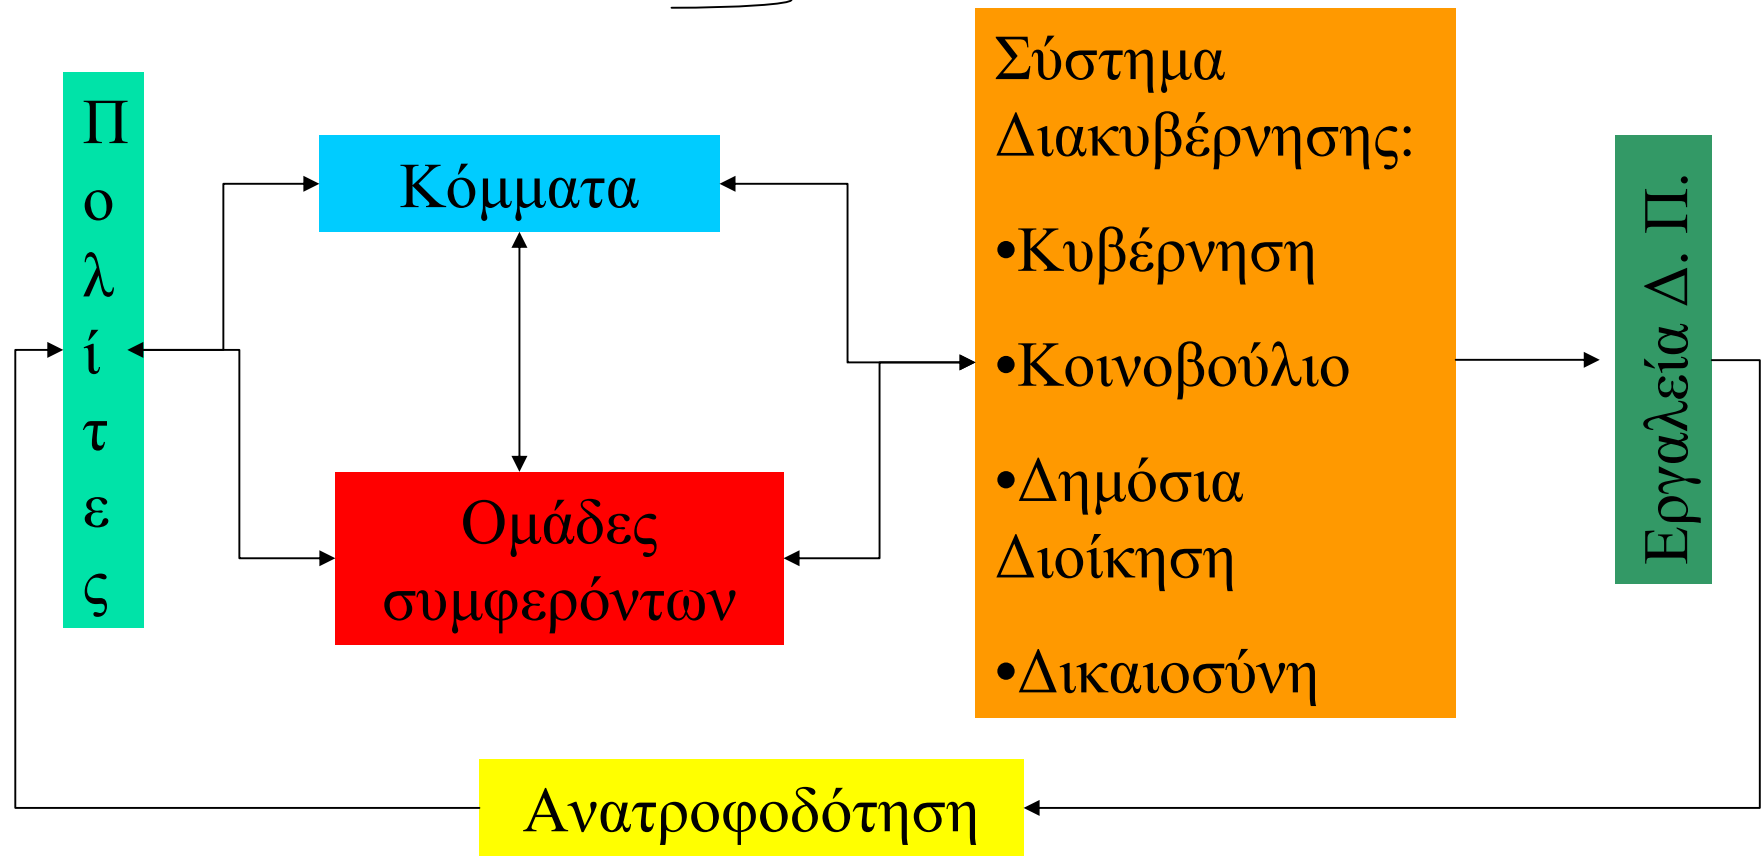 Πολίτες
Κόμματα
Ομάδες
συμφερόντων
Σύστημα
Διακυβέρνησης:
•Κυβέρνηση
•Κοινοβούλιο
•Δημόσια
Διοίκηση
•Δικαιοσύνη
Εργαλεία Δ. Π.
Ανατροφοδότηση